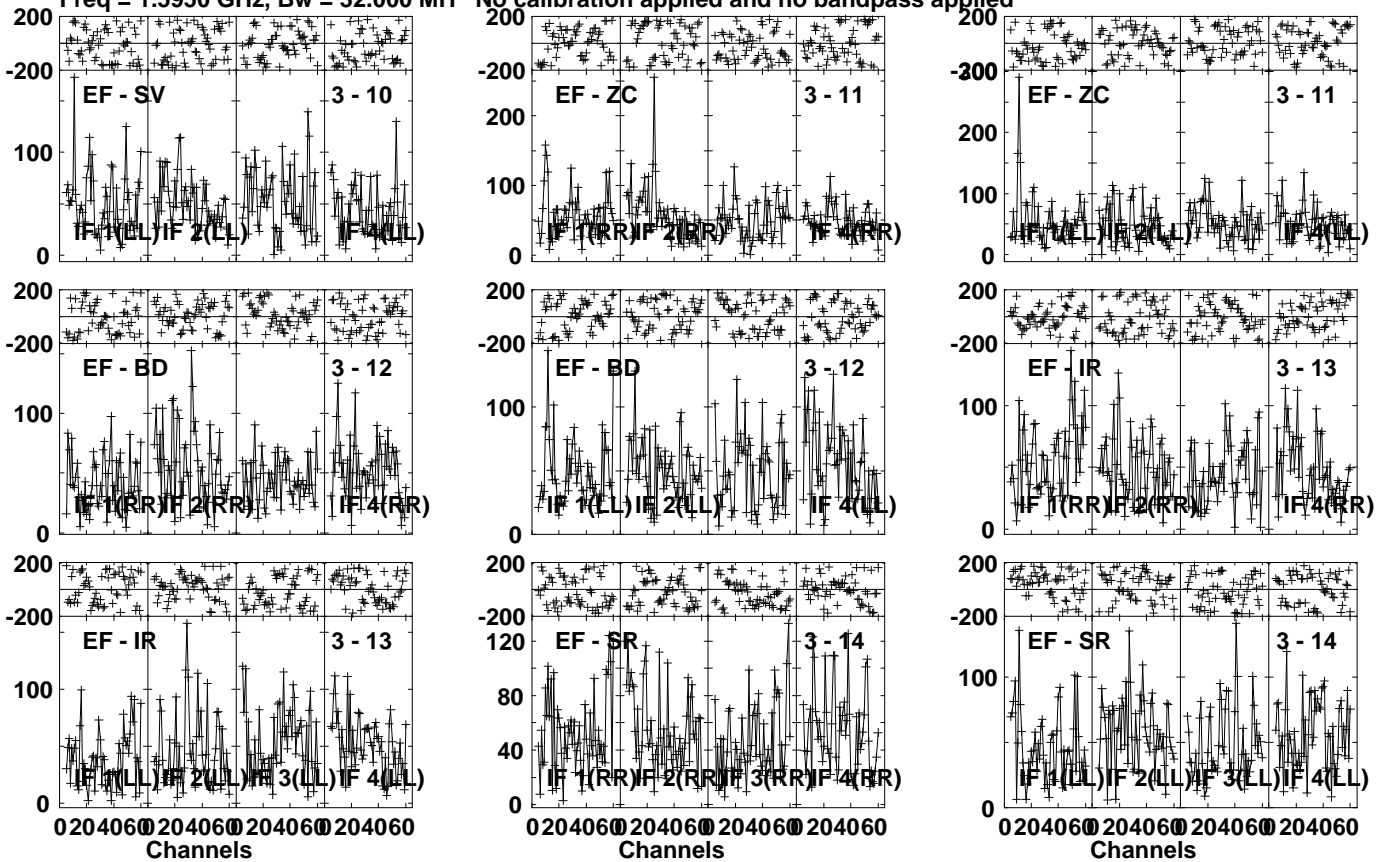 Freq = 1.5950 GHz, Bw = 32.000 MH No calibration applied and no bandpass applied
200 200 200
-200 -200 -200
EF - SV 3 - 10 EF - ZC 3 - 11 300 EF - ZC 3 - 11
200 200
100 100 100
IF 1(LL) IF 2(LL) IF 4(LL) IF 1(RR) IF 2(RR) IF 4(RR) IF 1(LL) IF 2(LL) IF 4(LL)
0 0 0
200 200 200
-200 -200 -200
EF - BD 3 - 12 EF - BD 3 - 12 EF - IR 3 - 13
100 100 100
IF 1(RR) IF 2(RR) IF 4(RR) IF 1(LL) IF 2(LL) IF 4(LL) IF 1(RR) IF 2(RR) IF 4(RR)
0 0 0
200 200 200
-200 -200 -200
EF - IR 3 - 13 EF - SR 3 - 14 EF - SR 3 - 14
120
100 80 100
40
IF 1(LL) IF 2(LL) IF 3(LL) IF 4(LL) IF 1(RR) IF 2(RR) IF 3(RR) IF 4(RR) IF 1(LL) IF 2(LL) IF 3(LL) IF 4(LL)
0 0 0
0 20 40 60 0 20 40 60 0 20 40 60 0 20 40 60 0 20 40 60 0 20 40 60 0 20 40 60 0 20 40 60 0 20 40 60 0 20 40 60 0 20 40 60 0 20 40 60
Channels Channels Channels